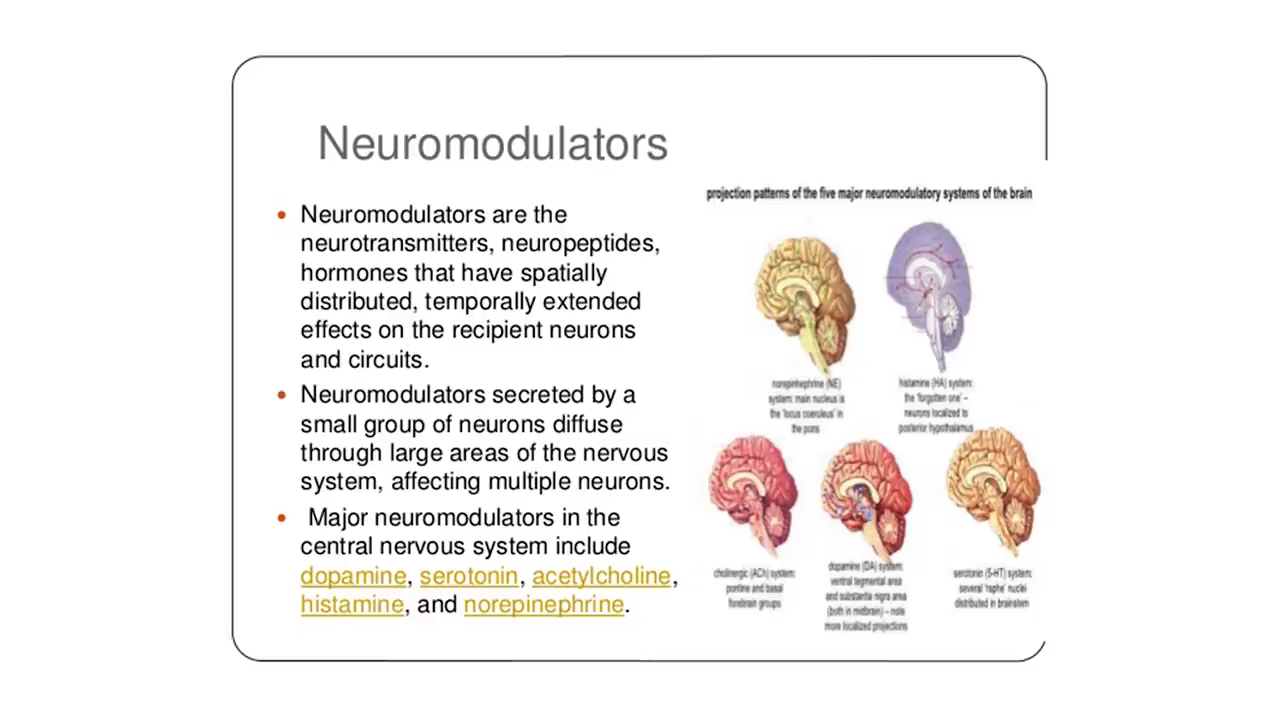 Neuromodulators
• Neuromodulators are the
neurotransmitters, neuropeptides,
hormones that have spatially
distributed, temporally extended
effects on the recipient neurons
and circuits.
• Neuromodulators secreted by a
small group of neurons diffuse
through large areas of the nervous
system, affecting multiple neurons.
• Major neuromodulators in the
central nervous system include
dopamine, serotonin, acetylcholine,
histamine, and norepinephrine.
projection patterns of the five major neuromodulatory systems of the brain
norepinephrine (NE)
system: main nucleus is
the 'locus coeruleus' in
the pons
histamine (HA) system:
the 'forgotten one' –
neurons localized to
posterior hypothalamus
cholinergic (ACh) system:
pontine and basal
forebrain groups
dopamine (DA) system:
ventral tegmental area
and substantia nigra area
(both in midbrain) – note
more localized projections
serotonin (5-HT) system:
several 'raphe' nuclei
distributed in brainstem